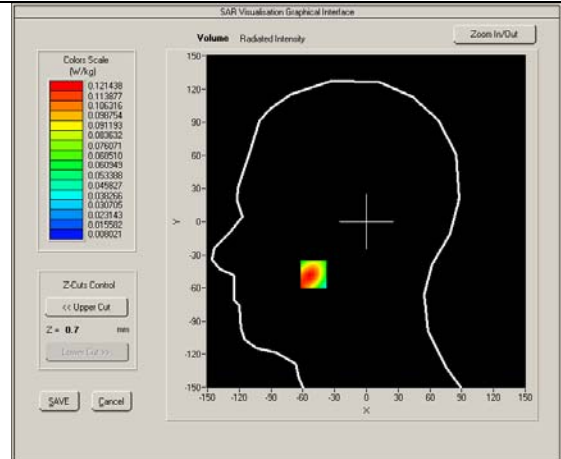 SAR Visualisation Graphical Interface
Volume Radiated Intensity
Zoom In/Out
Colors Scale
(W/kg)
0.121438
0.113877
0.106316
0.098754
0.091193
0.083632
0.076071
0.068510
0.060949
0.053388
0.045827
0.038266
0.030705
0.023143
0.015582
0.008021
Z-Cuts Control
<< Upper Cut
Z = 0.7 mm
Lower Cut >>
SAVE Cancel
150
120
90
60
30
Y 0
-30
-60
-90
-120
-150
-150 -120 -90 -60 -30 0 30 60 90 120 150
X